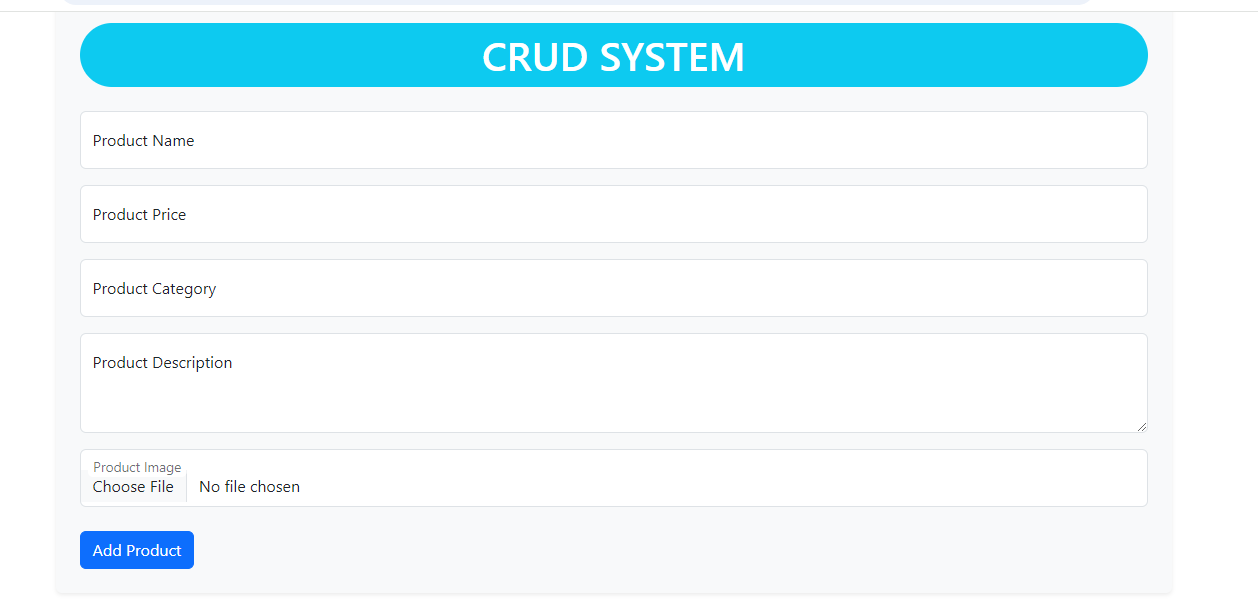 CRUD SYSTEM
Product Name
Product Price
Product Category
Product Description
Product Image
Choose File No file chosen
Add Product